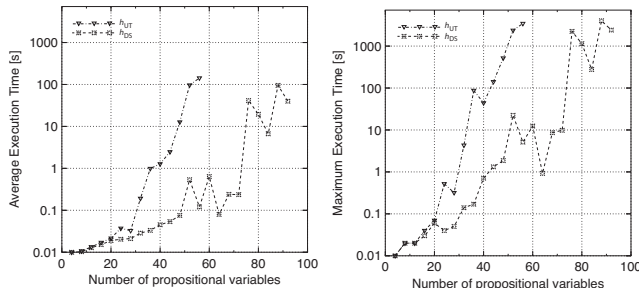 h_UT
h_DS
1000
100
10
1
0.1
0.01
0 20 40 60 80 100
Average Execution Time [s]
Number of propositional variables
h_UT
h_DS
1000
100
10
1
0.1
0.01
0 20 40 60 80 100
Maximum Execution Time [s]
Number of propositional variables